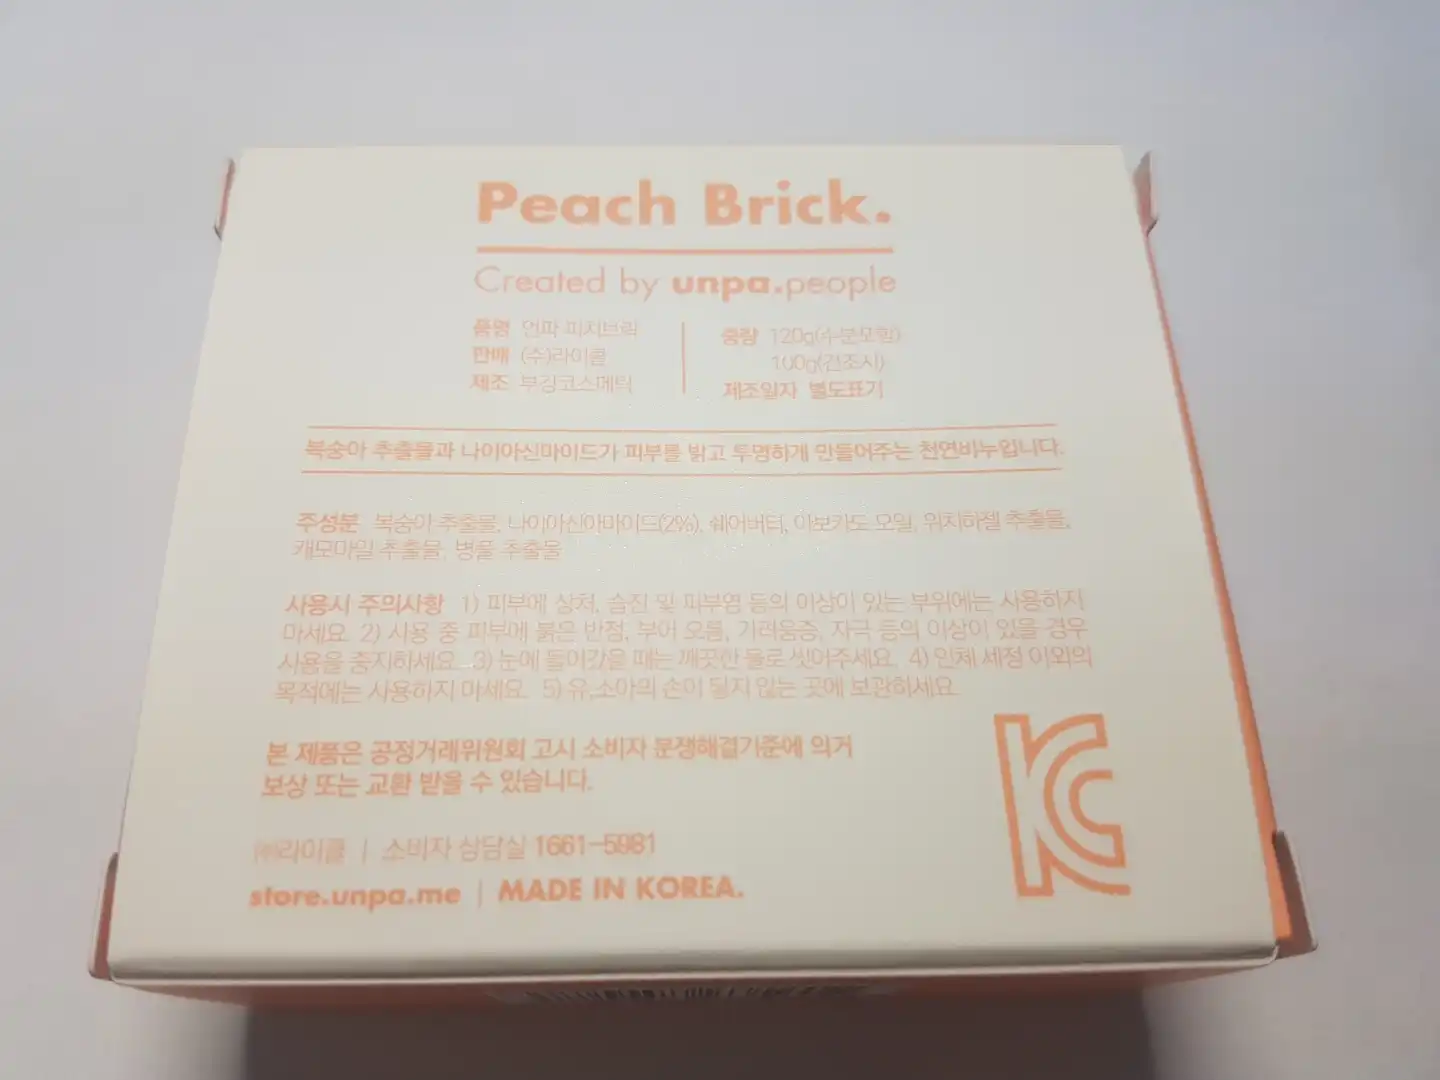 Peach Brick.
Created by unpa.people
품명 언파 피치브릭
판매 (주)라이클
제조 부강코스메틱
중량 120g(수분포함)
100g(건조시)
제조일자 별도표기
복숭아 추출물과 나이아신마이드가 피부를 밝고 투명하게 만들어주는 천연비누입니다.
주성분 복숭아 추출물, 나이아신아마이드(2%), 쉐어버터, 아보카도 오일, 위치하젤 추출물,
캐모마일 추출물, 병풀 추출물
사용시 주의사항 1) 피부에 상처, 습진 및 피부염 등의 이상이 있는 부위에는 사용하지
마세요. 2) 사용 중 피부에 붉은 반점, 부어 오름, 가려움증, 자극 등의 이상이 있을 경우
사용을 중지하세요. 3) 눈에 들어갔을 때는 깨끗한 물로 씻어주세요. 4) 인체 세정 이외의
목적에는 사용하지 마세요. 5) 유,소아의 손이 닿지 않는 곳에 보관하세요.
본 제품은 공정거래위원회 고시 소비자 분쟁해결기준에 의거
보상 또는 교환 받을 수 있습니다.
㈜라이클 | 소비자 상담실 1661-5981
store.unpa.me | MADE IN KOREA.
KC